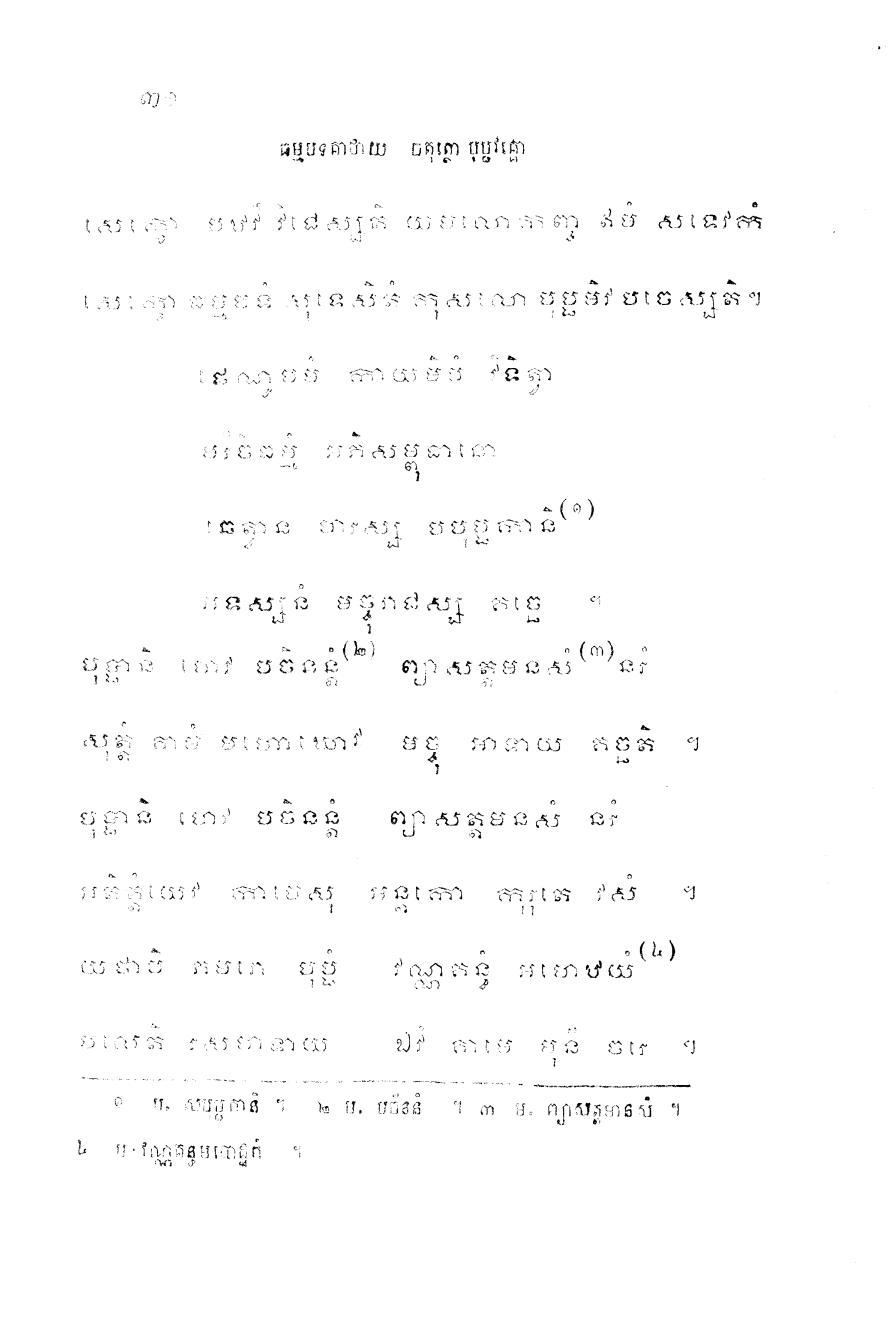 ៣១
ធម្មបទគាថាយ ចតុត្ថោ បុប្ផវគ្គោ
សេក្ខោ បឋវឹ វិជេស្សតិ យមលោកញ្ច ឥមំ សទេវកំ
សេក្ខោ ធម្មបទំ សុទេសិតំ កុសលោ បុប្ផមិវ បចេស្សតិ។
ផេណូបមំ កាយមិមំ វិទិត្វា
មរីចិធម្មំ អភិសម្ពុធានោ
ឆេត្វាន មារស្ស បបុប្ផកានិ(១)
អទស្សនំ មច្ចុរាជស្ស គច្ឆេ ។
បុប្ផានិ ហេវ បចិនន្តំ(២) ព្យាសត្តមនសំ(៣) នរំ
សុត្តំ គាមំ មហោឃោវ មច្ចុ អាទាយ គច្ឆតិ ។
បុប្ផានិ ហេវ បចិនន្តំ ព្យាសត្តមនសំ នរំ
អតិត្តំយេវ កាមេសុ អន្តកោ កុរុតេ វសំ ។
យថាបិ ភមរោ បុប្ផំ វណ្ណគន្ធំ អហេឋយំ(៤)
បលេតិ រសមាទាយ ឯវំ គាមេ មុនី ចរេ ។
១ ម. សបុប្ផកានិ ។ ២ ម. បចិននំ ។ ៣ ម. ព្យាសត្តមានសំ ។
៤ ម. វណ្ណគន្ធម